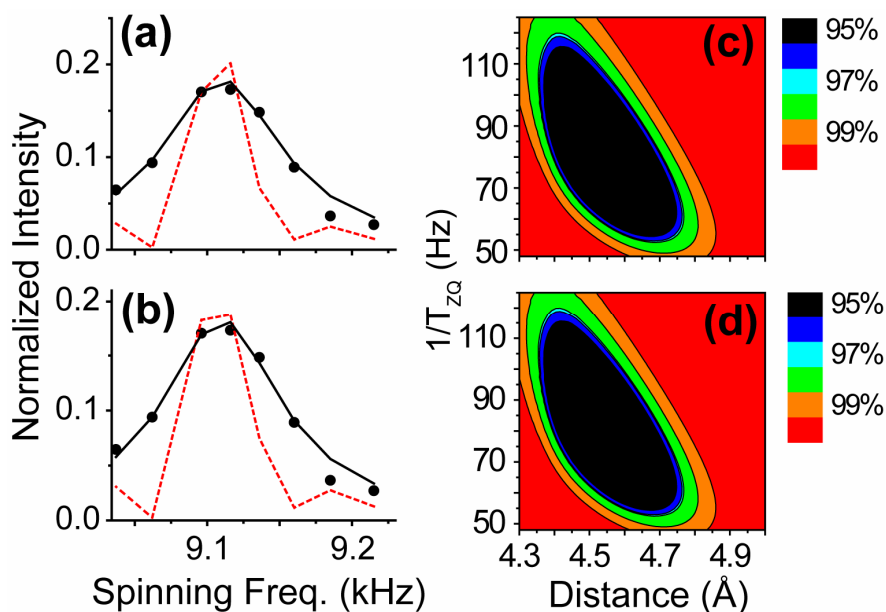 (a)
0.2
0.1
0.0
(b)
0.2
0.1
0.0
Normalized Intensity
9.1 9.2
Spinning Freq. (kHz)
(c)
110
90
70
50
95%
97%
99%
1/T_ZQ (Hz)
(d)
110
90
70
50
95%
97%
99%
4.3 4.5 4.7 4.9
Distance (Å)